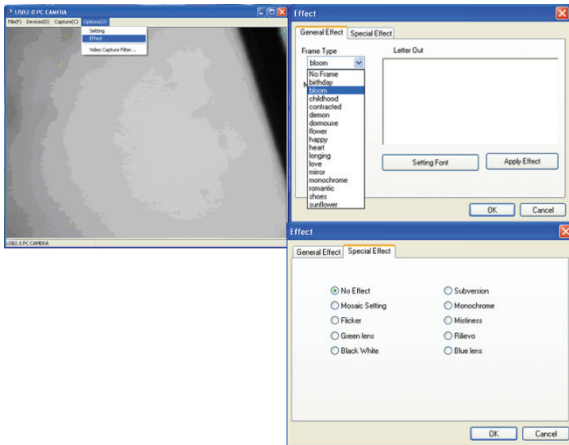 USB2.0 PC CAMERA
File(F) Devices(D) Capture(C) Options(O)
Setting
Effect
Video Capture Filter ...
USB2.0 PC CAMERA
Effect
General Effect Special Effect
Frame Type Letter Out
bloom
No Frame
birthday
bloom
childhood
contracted
demon
dormouse
flower
happy
heart
longing
love
mirror
monochrome
romantic
shoes
sunflower
Setting Font Apply Effect
OK Cancel
Effect
General Effect Special Effect
No Effect Subversion
Mosaic Setting Monochrome
Flicker Mistiness
Green lens Rilievo
Black White Blue lens
OK Cancel